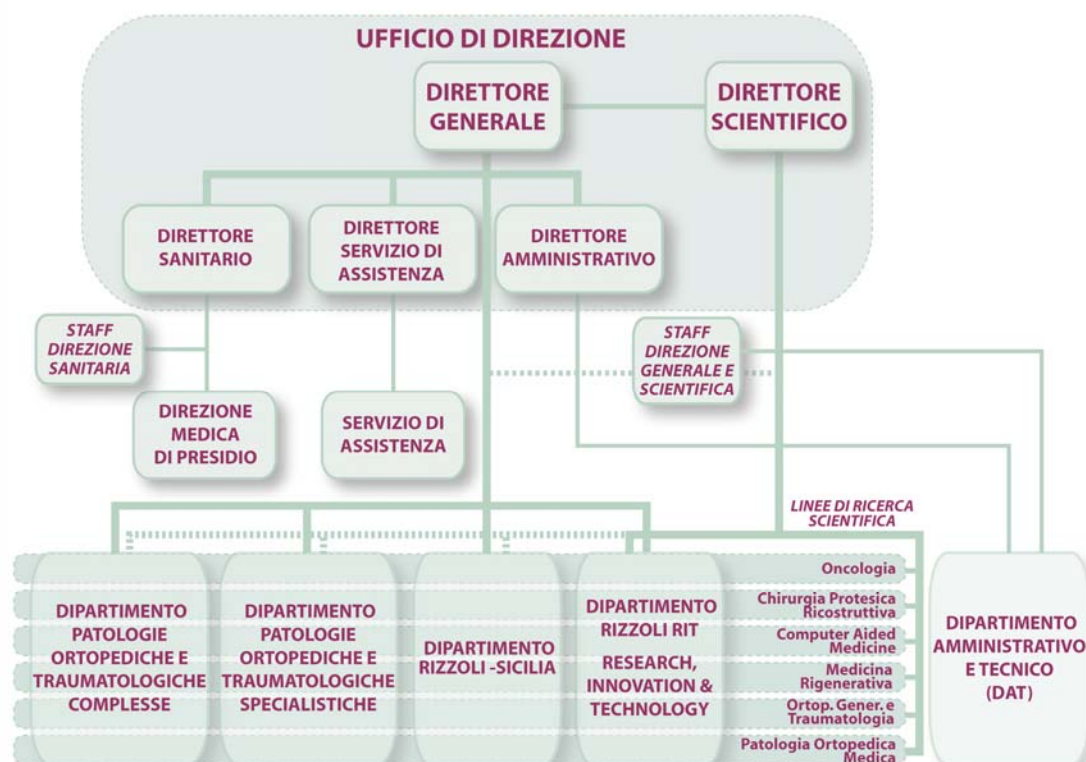 UFFICIO DI DIREZIONE
DIRETTORE
GENERALE
DIRETTORE
SCIENTIFICO
DIRETTORE
SANITARIO
DIRETTORE
SERVIZIO DI
ASSISTENZA
DIRETTORE
AMMINISTRATIVO
STAFF
DIREZIONE
SANITARIA
STAFF
DIREZIONE
GENERALE E
SCIENTIFICA
DIREZIONE
MEDICA
DI PRESIDIO
SERVIZIO DI
ASSISTENZA
LINEE DI RICERCA
SCIENTIFICA
DIPARTIMENTO
PATOLOGIE
ORTOPEDICHE E
TRAUMATOLOGICHE
COMPLESSE
DIPARTIMENTO
PATOLOGIE
ORTOPEDICHE E
TRAUMATOLOGICHE
SPECIALISTICHE
DIPARTIMENTO
RIZZOLI -SICILIA
DIPARTIMENTO
RIZZOLI RIT
RESEARCH,
INNOVATION &
TECHNOLOGY
Oncologia
Chirurgia Protesica
Ricostruttiva
Computer Aided
Medicine
Medicina
Rigenerativa
Ortop. Gener. e
Traumatologia
Patologia Ortopedica
Medica
DIPARTIMENTO
AMMINISTRATIVO
E TECNICO
(DAT)